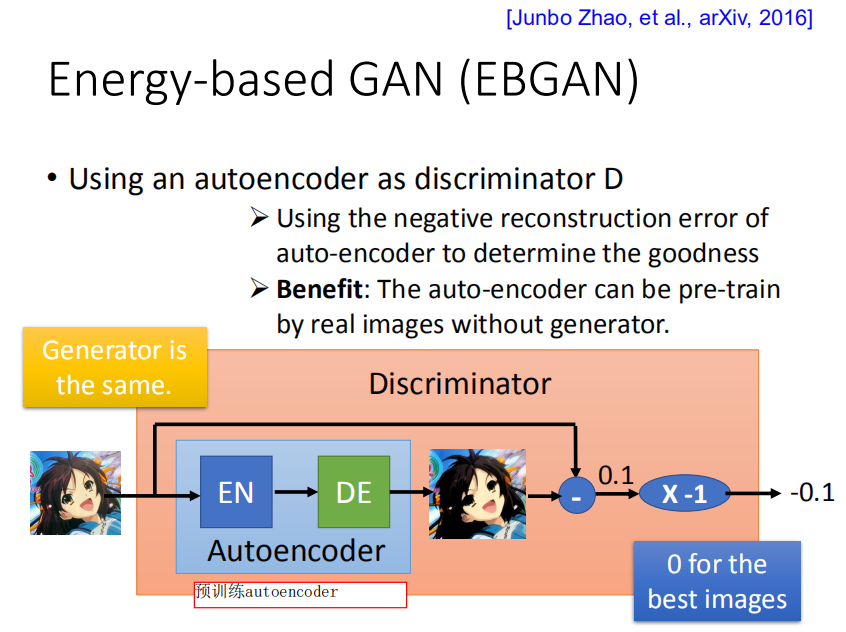 [Junbo Zhao, et al., arXiv, 2016]
Energy-based GAN (EBGAN)
• Using an autoencoder as discriminator D
➢ Using the negative reconstruction error of
auto-encoder to determine the goodness
➢ Benefit: The auto-encoder can be pre-train
by real images without generator.
Generator is
the same.
Discriminator
EN
DE
-
0.1
X -1
-0.1
Autoencoder
预训练autoencoder
0 for the
best images